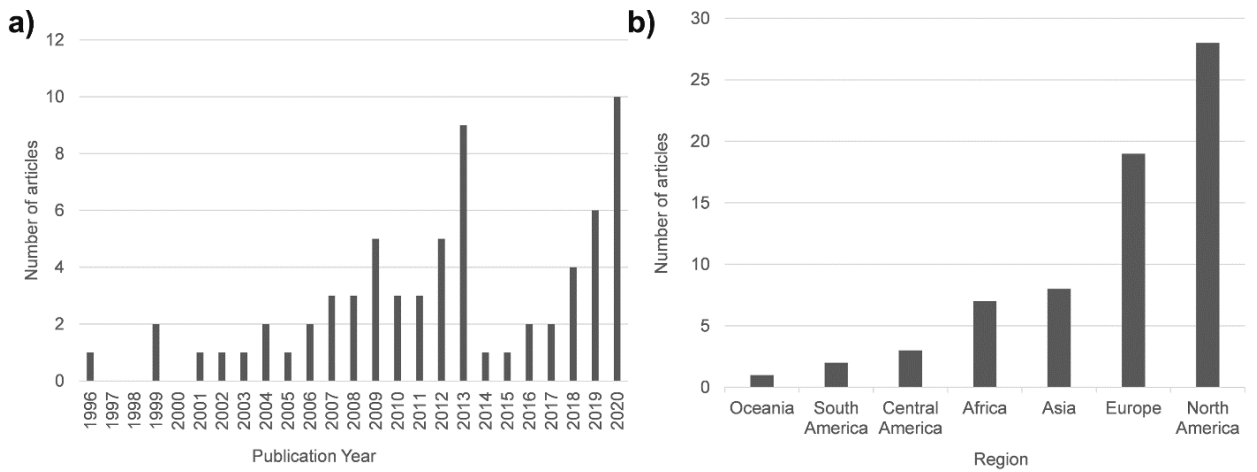 a)
12
10
8
6
4
2
0
Number of articles
1996 1997 1998 1999 2000 2001 2002 2003 2004 2005 2006 2007 2008 2009 2010 2011 2012 2013 2014 2015 2016 2017 2018 2019 2020
Publication Year
b)
30
25
20
15
10
5
0
Number of articles
Oceania South Central Africa Asia Europe North
America America America
Region